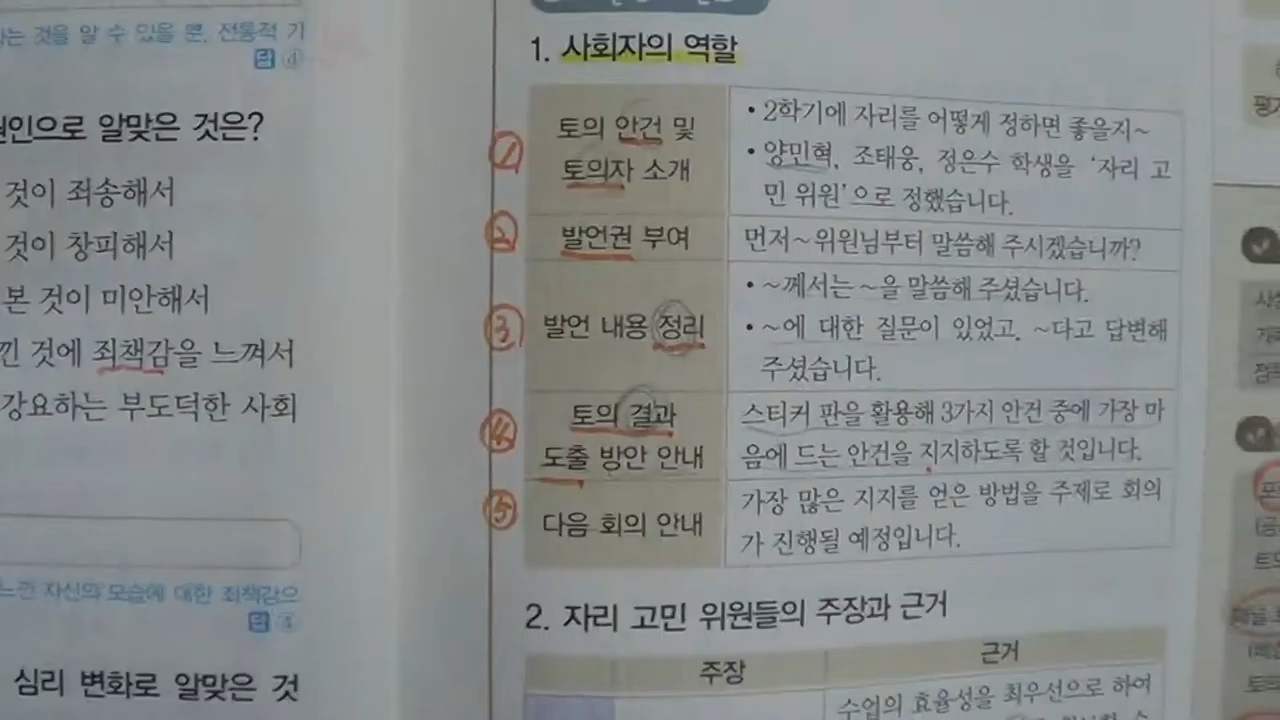 는 것을 알 수 있을 뿐, 전통적 기
답 ④
원인으로 알맞은 것은?
것이 죄송해서
것이 창피해서
본 것이 미안해서
낀 것에 죄책감을 느껴서
강요하는 부도덕한 사회
느낀 자신의 모습에 대한 죄책감으
답 ④
심리 변화로 알맞은 것
1. 사회자의 역할
① 토의 안건 및
토의자 소개
• 2학기에 자리를 어떻게 정하면 좋을지~
• 양민혁, 조태웅, 정은수 학생을 ‘자리 고
민 위원’으로 정했습니다.
② 발언권 부여
먼저~위원님부터 말씀해 주시겠습니까?
③ 발언 내용 정리
• ~께서는 ~을 말씀해 주셨습니다.
• ~에 대한 질문이 있었고, ~다고 답변해
주셨습니다.
④ 토의 결과
도출 방안 안내
스티커 판을 활용해 3가지 안건 중에 가장 마
음에 드는 안건을 지지하도록 할 것입니다.
⑤ 다음 회의 안내
가장 많은 지지를 얻은 방법을 주제로 회의
가 진행될 예정입니다.
2. 자리 고민 위원들의 주장과 근거
주장
근거
수업의 효율성을 최우선으로 하여